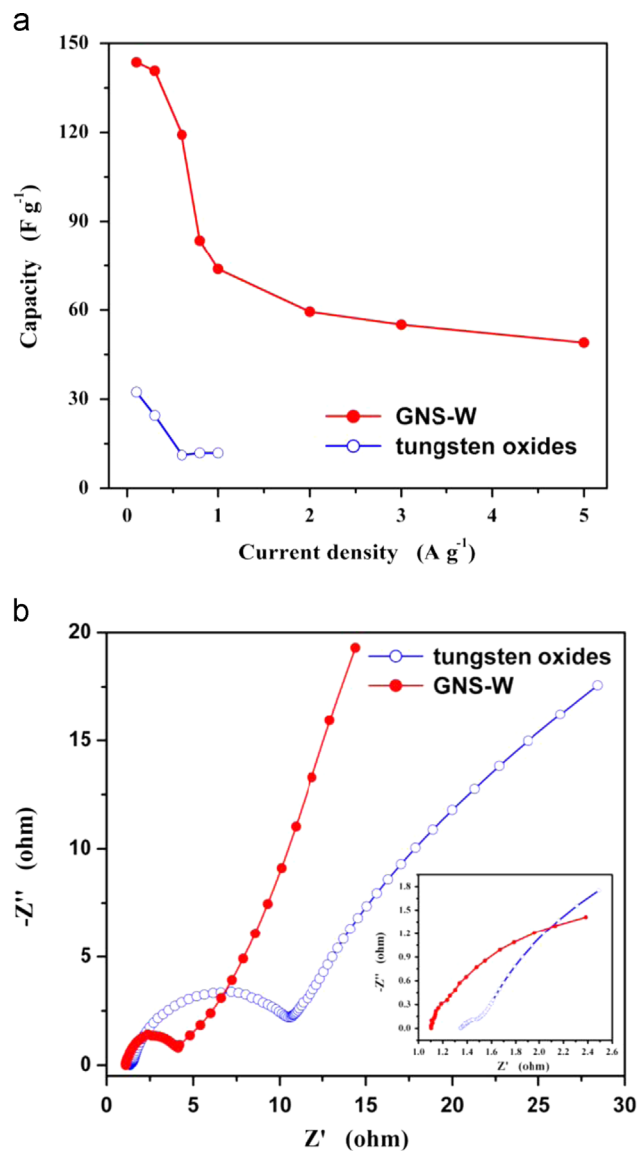 a
150
120
90
60
30
0
Capacity (F g-1)
GNS-W
tungsten oxides
0 1 2 3 4 5
Current density (A g-1)
b
20
15
10
5
0
-Z'' (ohm)
tungsten oxides
GNS-W
1.8
1.5
1.2
0.9
0.6
0.3
0.0
-Z'' (ohm)
1.0 1.2 1.4 1.6 1.8 2.0 2.2 2.4 2.6
Z' (ohm)
0 5 10 15 20 25 30
Z' (ohm)